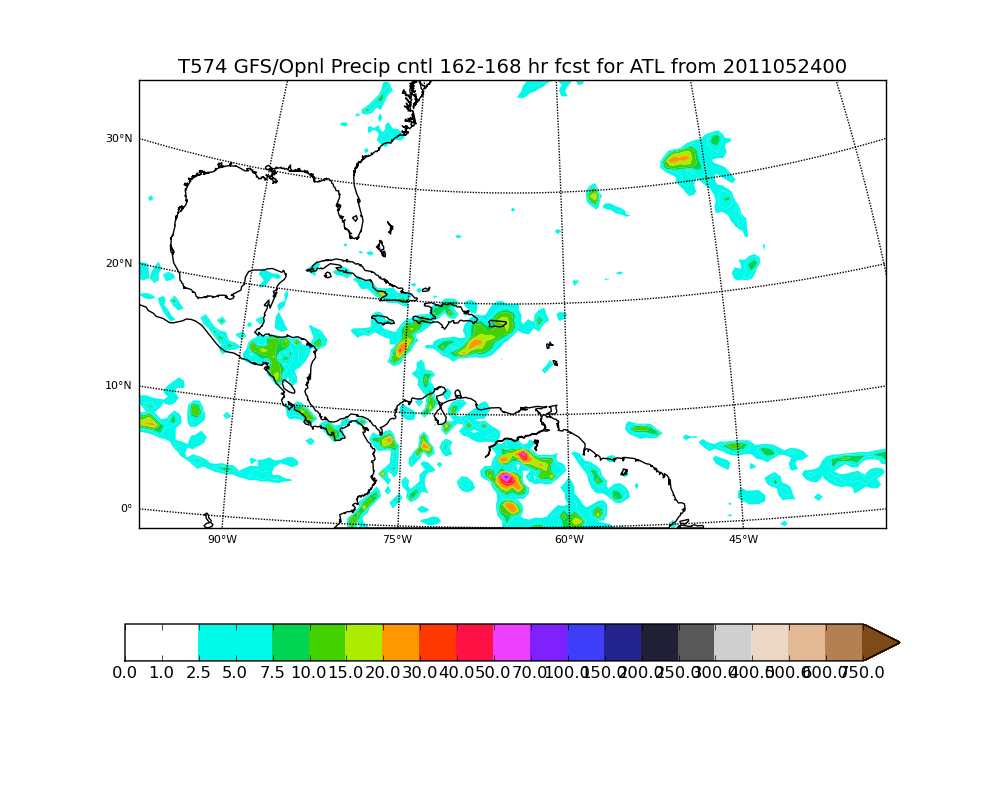 T574 GFS/Opnl Precip cntl 162-168 hr fcst for ATL from 2011052400
30°N
20°N
10°N
0°
90°W 75°W 60°W 45°W
0.0 1.0 2.5 5.0 7.5 10.0 15.0 20.0 30.0 40.0 50.0 70.0 100.0 150.0 200.0 250.0 300.0 400.0 500.0 600.0 750.0